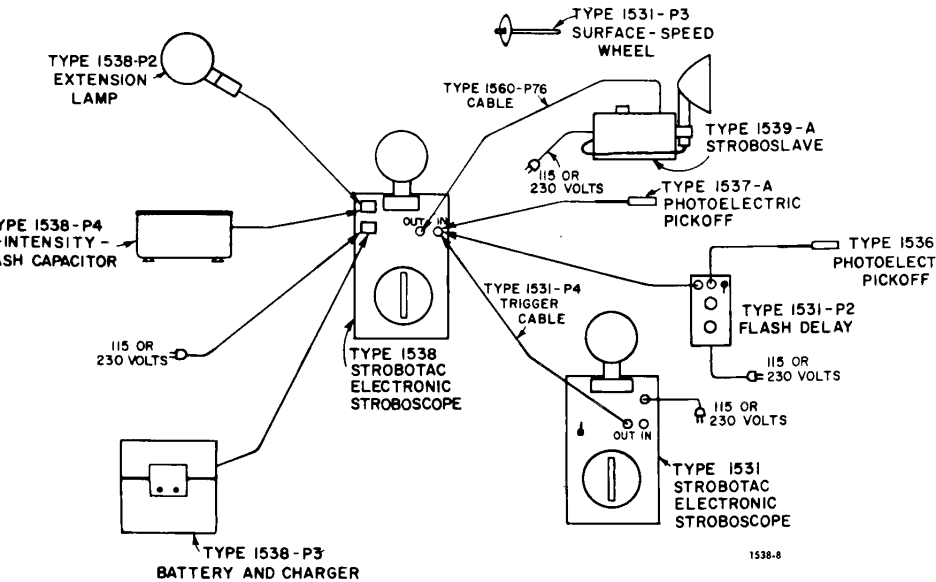 TYPE 1531-P3
SURFACE-SPEED
WHEEL
TYPE 1538-P2
EXTENSION
LAMP
TYPE 1560-P76
CABLE
TYPE 1539-A
STROBOSLAVE
115 OR
230 VOLTS
TYPE 1537-A
PHOTOELECTRIC
PICKOFF
OUT IN
YPE 1538-P4
-INTENSITY-
ASH CAPACITOR
TYPE 1536
PHOTOELECT
PICKOFF
TYPE 1531-P4
TRIGGER
CABLE
TYPE 1531-P2
FLASH DELAY
115 OR
230 VOLTS
TYPE 1538
STROBOTAC
ELECTRONIC
STROBOSCOPE
115 OR
230 VOLTS
115 OR
230 VOLTS
OUT IN
TYPE 1531
STROBOTAC
ELECTRONIC
STROBOSCOPE
TYPE 1538-P3
BATTERY AND CHARGER
1538-8